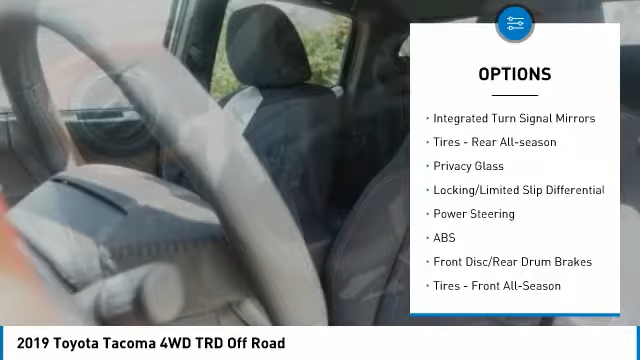 OPTIONS
• Integrated Turn Signal Mirrors
• Tires - Rear All-season
• Privacy Glass
• Locking/Limited Slip Differential
• Power Steering
• ABS
• Front Disc/Rear Drum Brakes
• Tires - Front All-Season
2019 Toyota Tacoma 4WD TRD Off Road